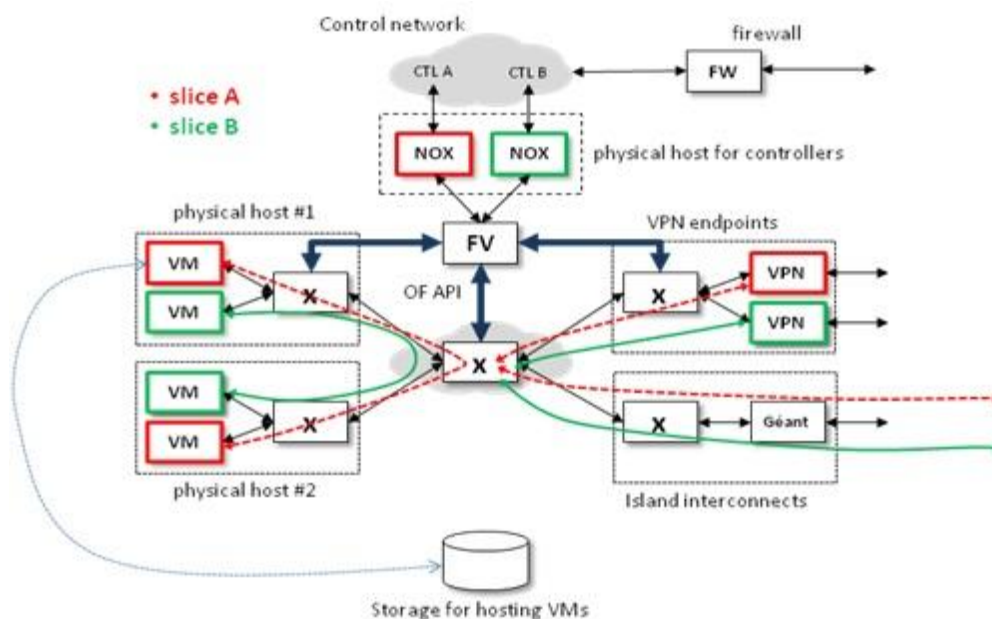 Control network
firewall
CTL A
CTL B
FW
• slice A
• slice B
NOX
NOX
physical host for controllers
physical host #1
VPN endpoints
FV
VM
X
X
VPN
OF API
VM
VPN
X
VM
X
X
Géant
VM
physical host #2
Island interconnects
Storage for hosting VMs